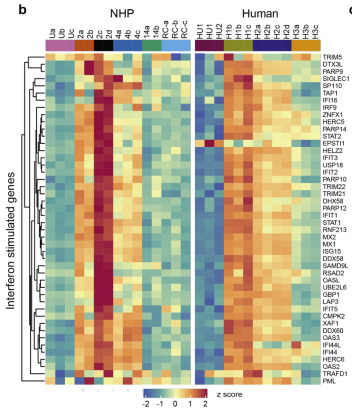 b
NHP
Human
Ua
Ub
Uc
2a
2b
2c
2d
4a
4b
4c
14a
14b
RC-a
RC-b
RC-c
HU1
HU1
HU2
H1b
H1b
H1c
H2a
H2b
H2c
H2d
H3a
H3b
H3c
Interferon stimulated genes
TRIM5
DTX3L
PARP9
SIGLEC1
SP110
TAP1
IFI16
IRF9
ZNFX1
HERC5
PARP14
STAT2
EPSTI1
HELZ2
IFIT3
USP18
IFIT2
PARP10
TRIM22
TRIM21
DHX58
PARP12
IFIT1
STAT1
RNF213
MX2
MX1
ISG15
DDX58
SAMD9L
RSAD2
OASL
UBE2L6
GBP1
LAP3
IFIT5
CMPK2
XAF1
DDX60
OAS3
IFI44L
IFI44
HERC6
OAS2
TRAFD1
PML
-2 -1 0 1 2
z score